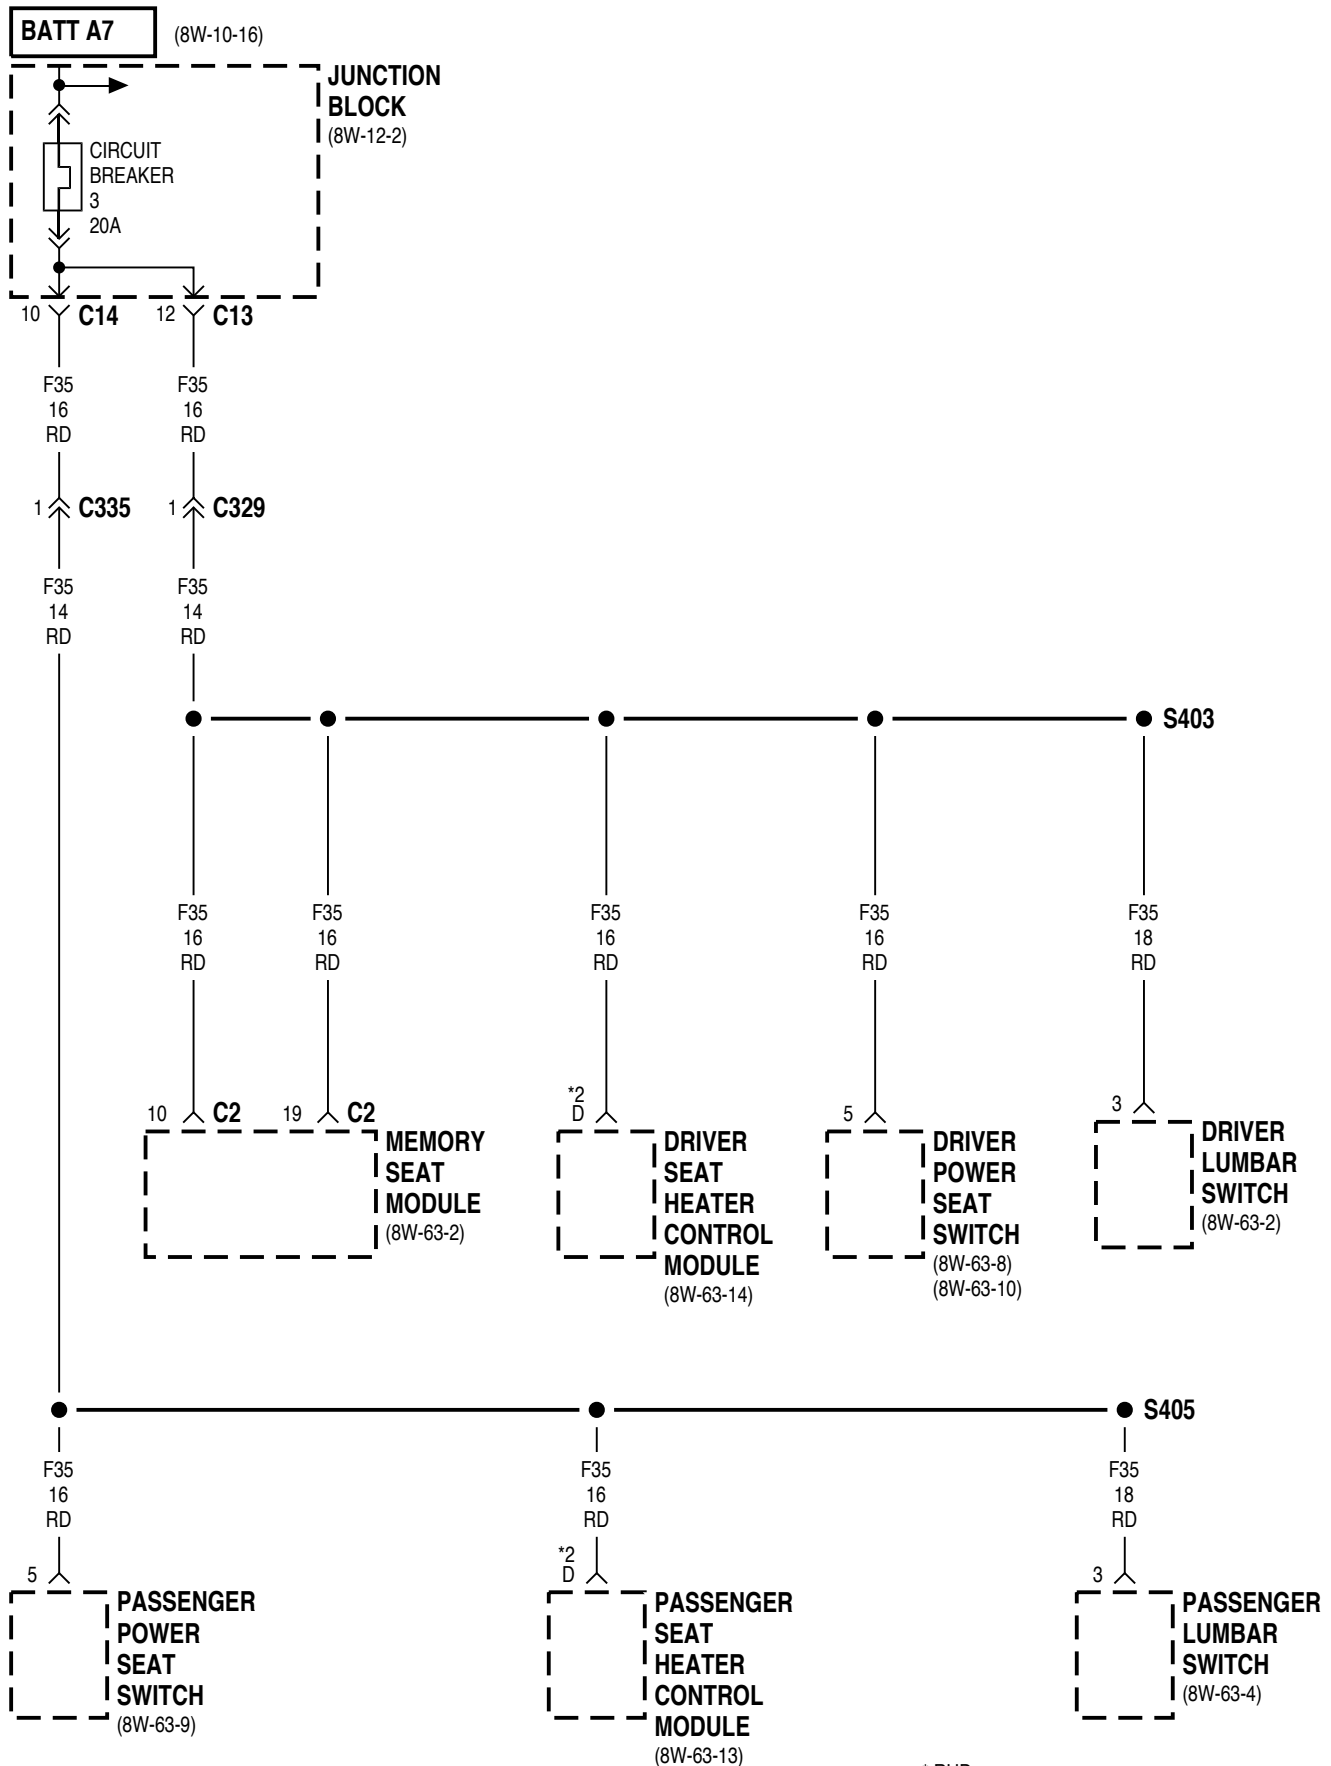 BATT A7
(8W-10-16)
JUNCTION
BLOCK
(8W-12-2)
CIRCUIT
BREAKER
3
20A
10 C14
12 C13
F35
16
RD
F35
16
RD
1 C335
1 C329
F35
14
RD
F35
14
RD
S403
F35
16
RD
F35
16
RD
F35
16
RD
F35
16
RD
F35
18
RD
10 C2
19 C2
MEMORY
SEAT
MODULE
(8W-63-2)
*2
D
DRIVER
SEAT
HEATER
CONTROL
MODULE
(8W-63-14)
5
DRIVER
POWER
SEAT
SWITCH
(8W-63-8)
(8W-63-10)
3
DRIVER
LUMBAR
SWITCH
(8W-63-2)
S405
F35
16
RD
F35
16
RD
F35
18
RD
5
PASSENGER
POWER
SEAT
SWITCH
(8W-63-9)
*2
D
PASSENGER
SEAT
HEATER
CONTROL
MODULE
(8W-63-13)
3
PASSENGER
LUMBAR
SWITCH
(8W-63-4)